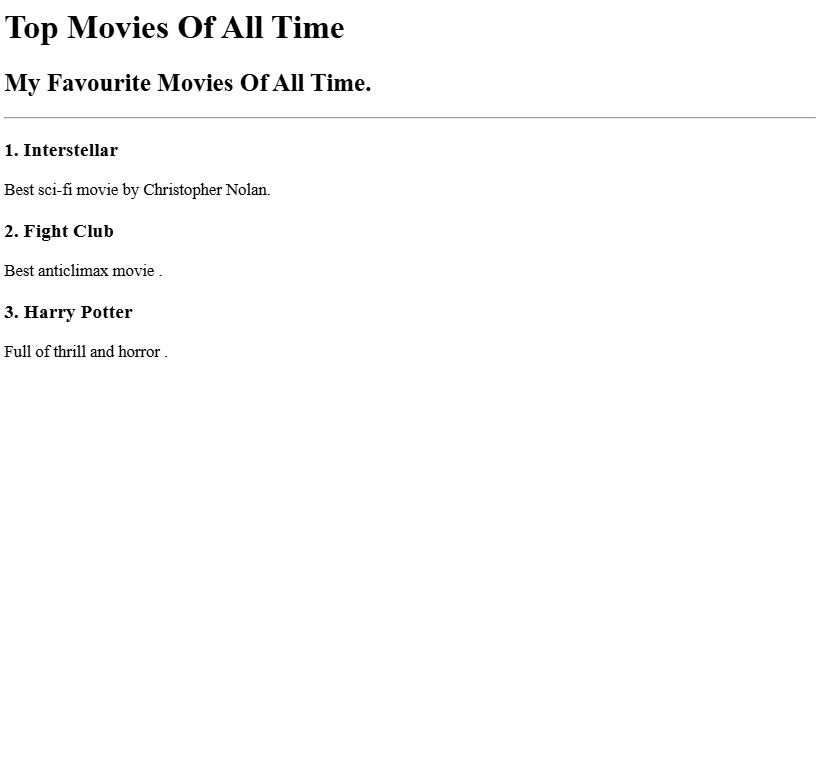 Top Movies Of All Time
My Favourite Movies Of All Time.
1. Interstellar
Best sci-fi movie by Christopher Nolan.
2. Fight Club
Best anticlimax movie .
3. Harry Potter
Full of thrill and horror .